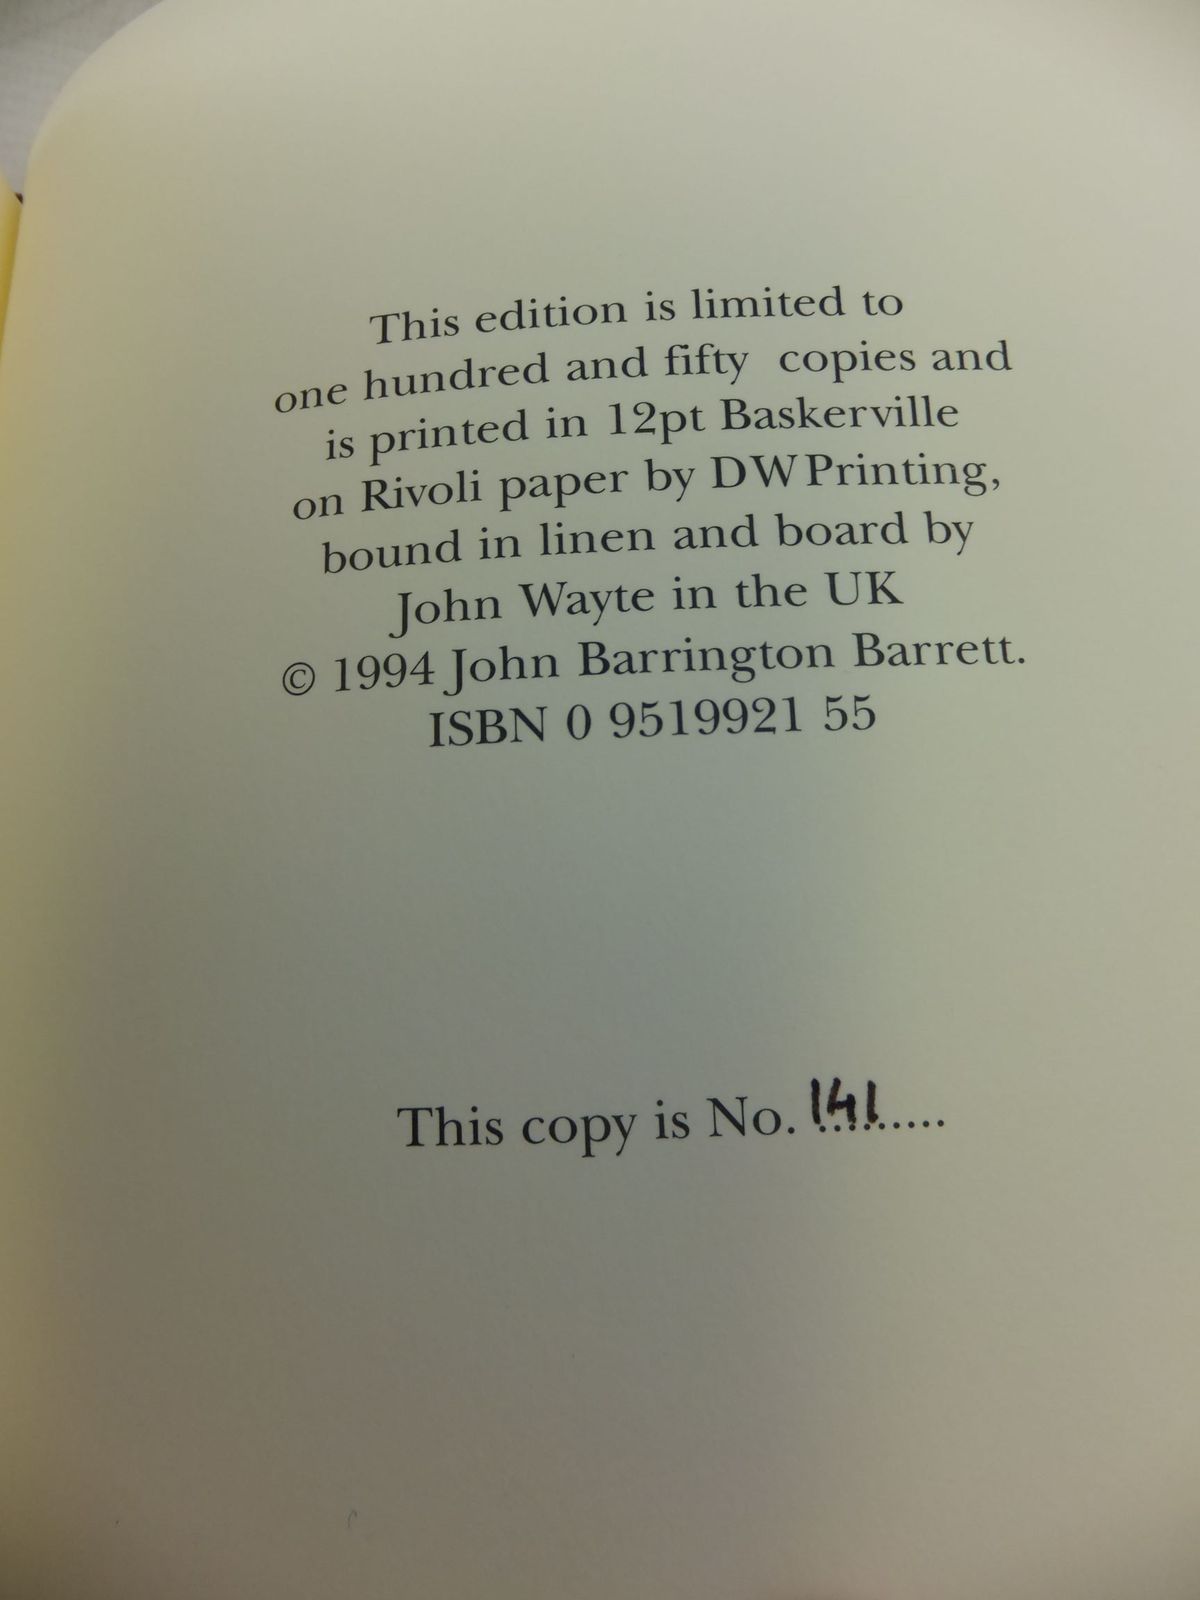 This edition is limited to
one hundred and fifty copies and
is printed in 12pt Baskerville
on Rivoli paper by DWPrinting,
bound in linen and board by
John Wayte in the UK
© 1994 John Barrington Barrett.
ISBN 0 9519921 55
This copy is No. 141.........